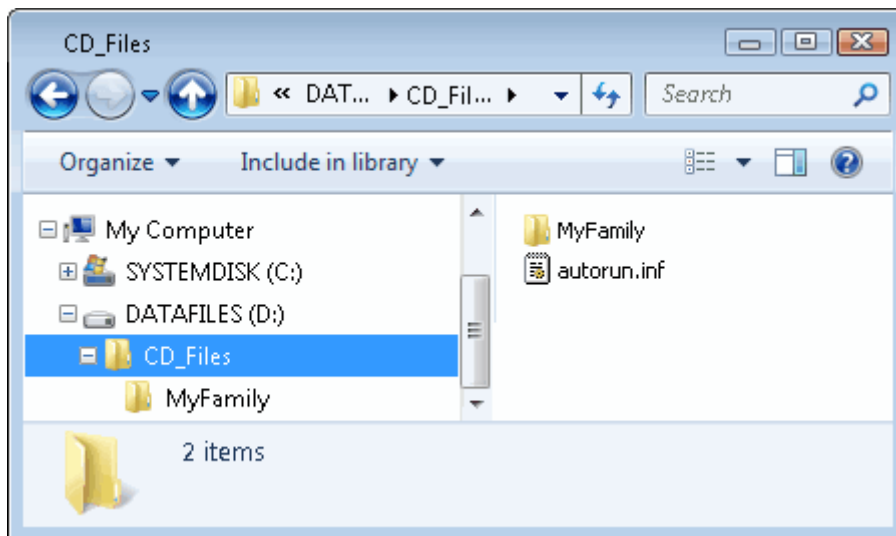 CD_Files
« DAT... CD_Fil... Search
Organize Include in library
My Computer
SYSTEMDISK (C:)
DATAFILES (D:)
CD_Files
MyFamily
MyFamily
autorun.inf
2 items